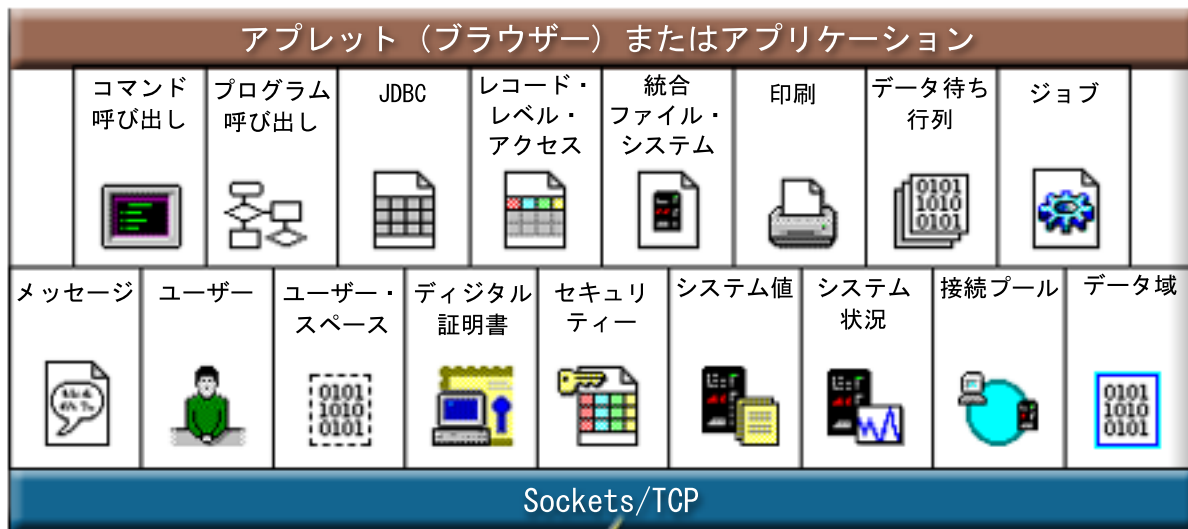 アプレット (ブラウザー) またはアプリケーション
コマンド
呼び出し
プログラム
呼び出し
JDBC
レコード・
レベル・
アクセス
統合
ファイル・
システム
印刷
データ待ち
行列
ジョブ
0101
1010
0101
メッセージ
ユーザー
ユーザー・
スペース
ディジタル
証明書
セキュリ
ティー
システム値
システム
状況
接続プール
データ域
0101
1010
0101
0101
1010
0101
Sockets/TCP